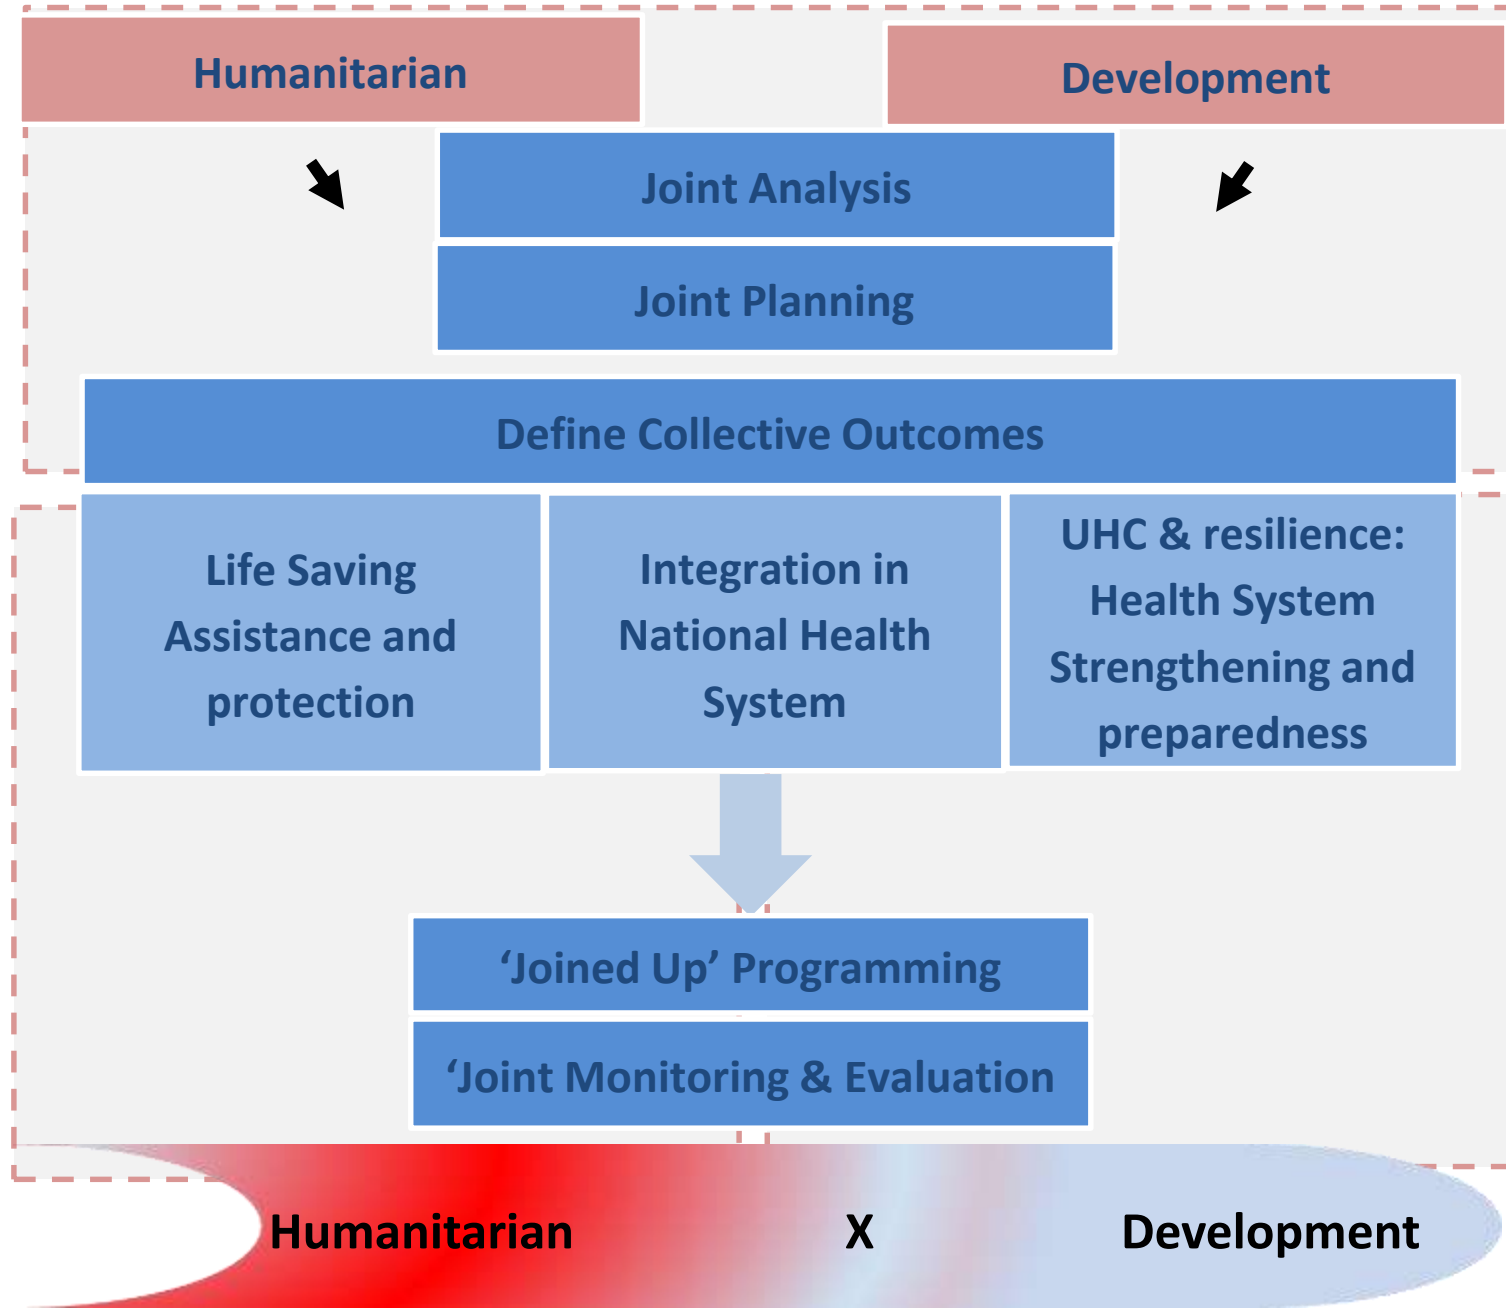 Humanitarian
Development
Joint Analysis
Joint Planning
Define Collective Outcomes
Life Saving
Assistance and
protection
Integration in
National Health
System
UHC & resilience:
Health System
Strengthening and
preparedness
‘Joined Up’ Programming
‘Joint Monitoring & Evaluation
Humanitarian X Development